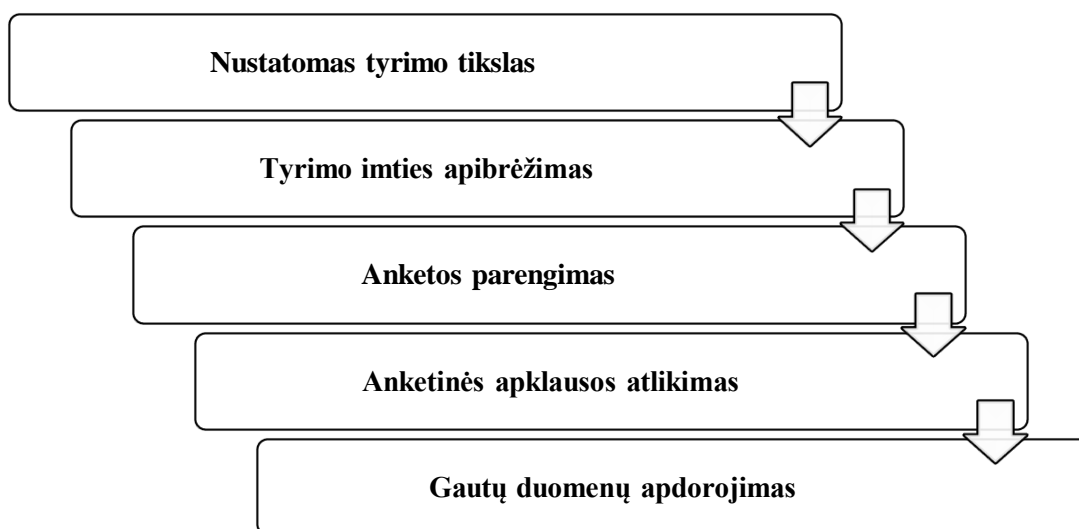 Nustatomas tyrimo tikslas
Tyrimo imties apibrėžimas
Anketos parengimas
Anketinės apklausos atlikimas
Gautų duomenų apdorojimas